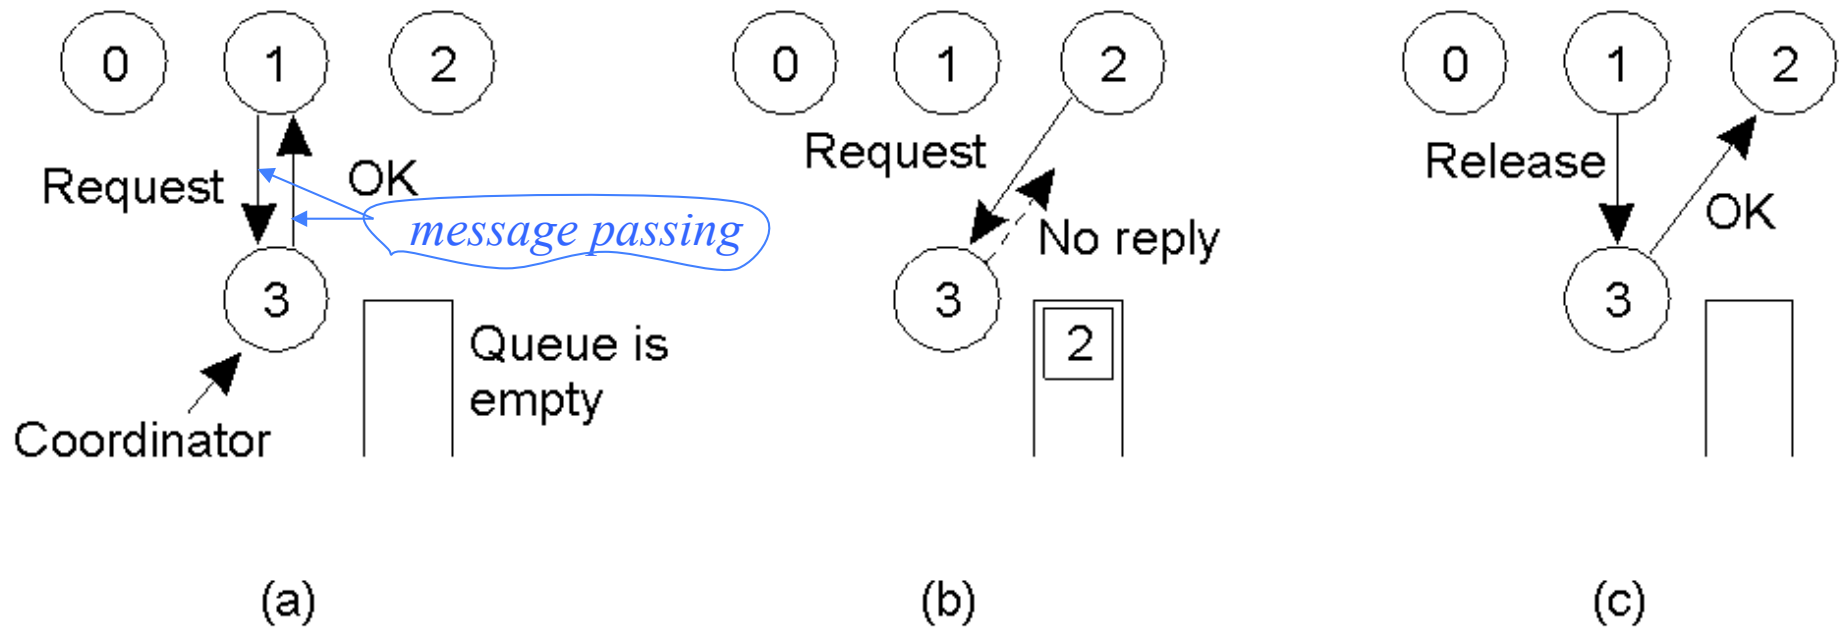 0 1 2
Request OK
message passing
3
Queue is
empty
Coordinator
(a)
0 1 2
Request
No reply
3
2
(b)
0 1 2
Release
OK
3
(c)